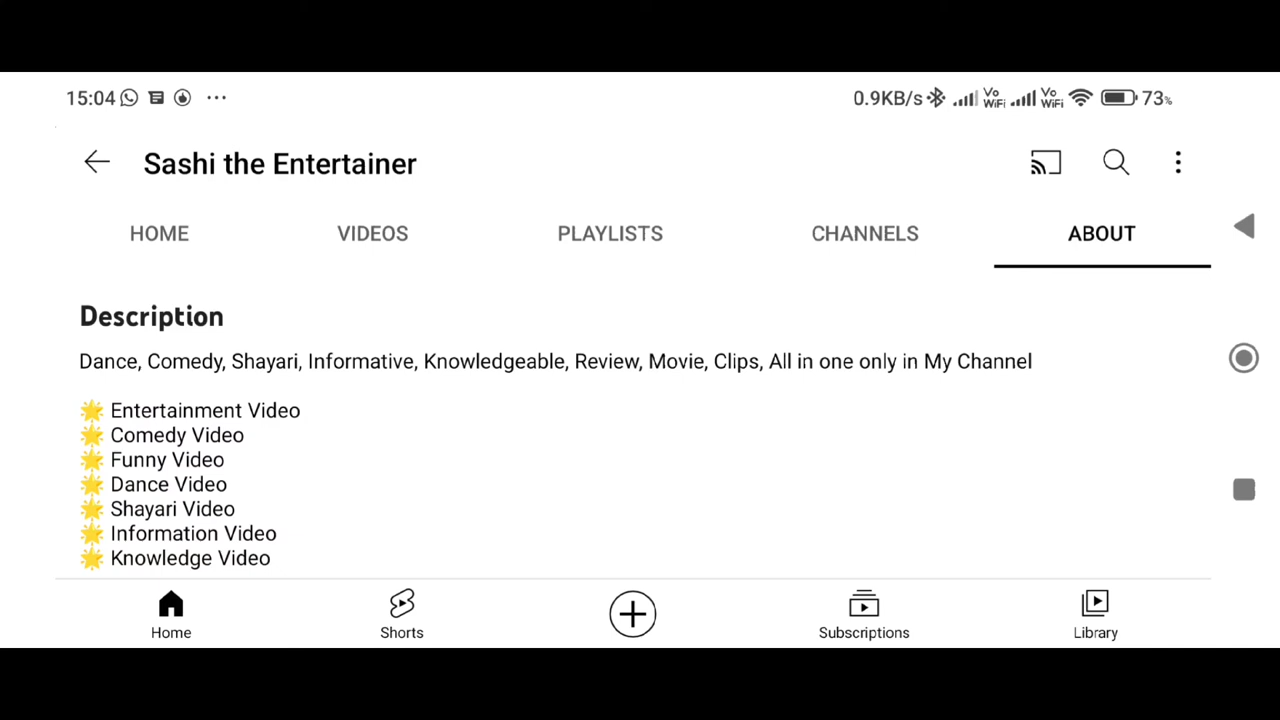 15:04 ... 0.9KB/s Vo WiFi Vo WiFi 73%
Sashi the Entertainer
HOME VIDEOS PLAYLISTS CHANNELS ABOUT
Description
Dance, Comedy, Shayari, Informative, Knowledgeable, Review, Movie, Clips, All in one only in My Channel
🌟 Entertainment Video
🌟 Comedy Video
🌟 Funny Video
🌟 Dance Video
🌟 Shayari Video
🌟 Information Video
🌟 Knowledge Video
Home Shorts Subscriptions Library